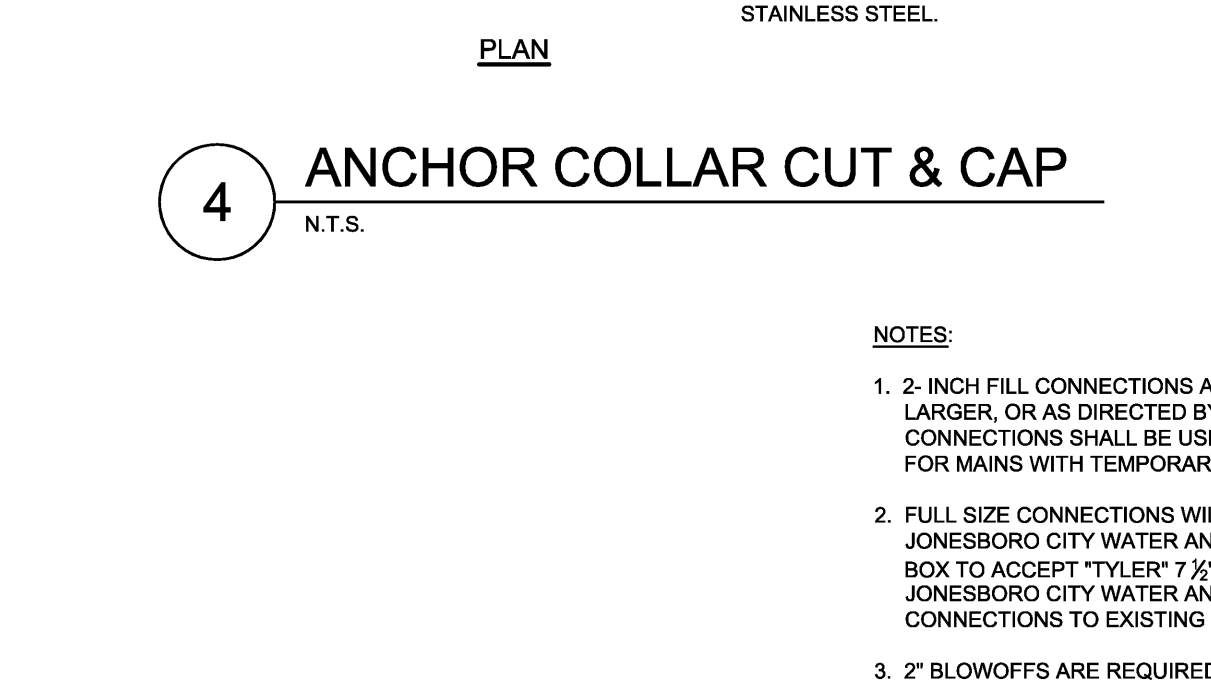 STAINLESS STEEL.
PLAN
4
ANCHOR COLLAR CUT & CAP
N.T.S.
NOTES:
1. 2- INCH FILL CONNECTIONS
LARGER, OR AS DIRECTED
CONNECTIONS SHALL BE
FOR MAINS WITH
2. FULL SIZE CONNECTIONS
JONESBORO CITY WATER
BOX TO ACCEPT "TYLER" 7 ½"
JONESBORO CITY WATER
CONNECTIONS TO EXISTING
3. 2" BLOWOFFS ARE REQUIRED